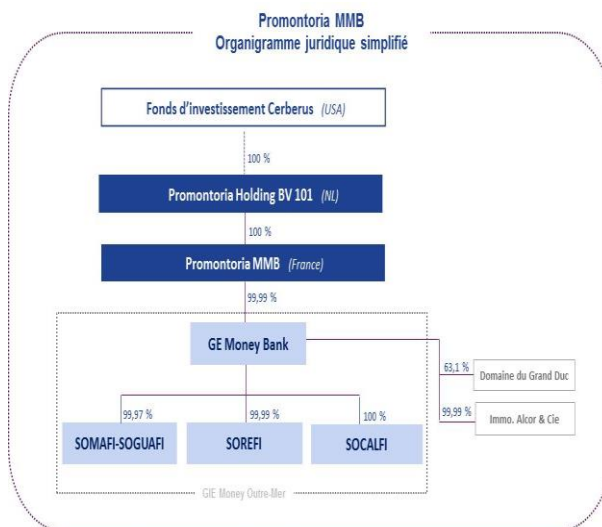 Promontoria MMB
Organigramme juridique simplifié
Fonds d'investissement Cerberus (USA)
100 %
Promontoria Holding BV 101 (NL)
100 %
Promontoria MMB (France)
99,99 %
GE Money Bank
63,1 %
Domaine du Grand Duc
99,99 %
Immo. Alcor & Cie
99,97 %
99,99 %
100 %
SOMAFI-SOGUAFI
SOREFI
SOCALFI
GIE Money Outre-Mer